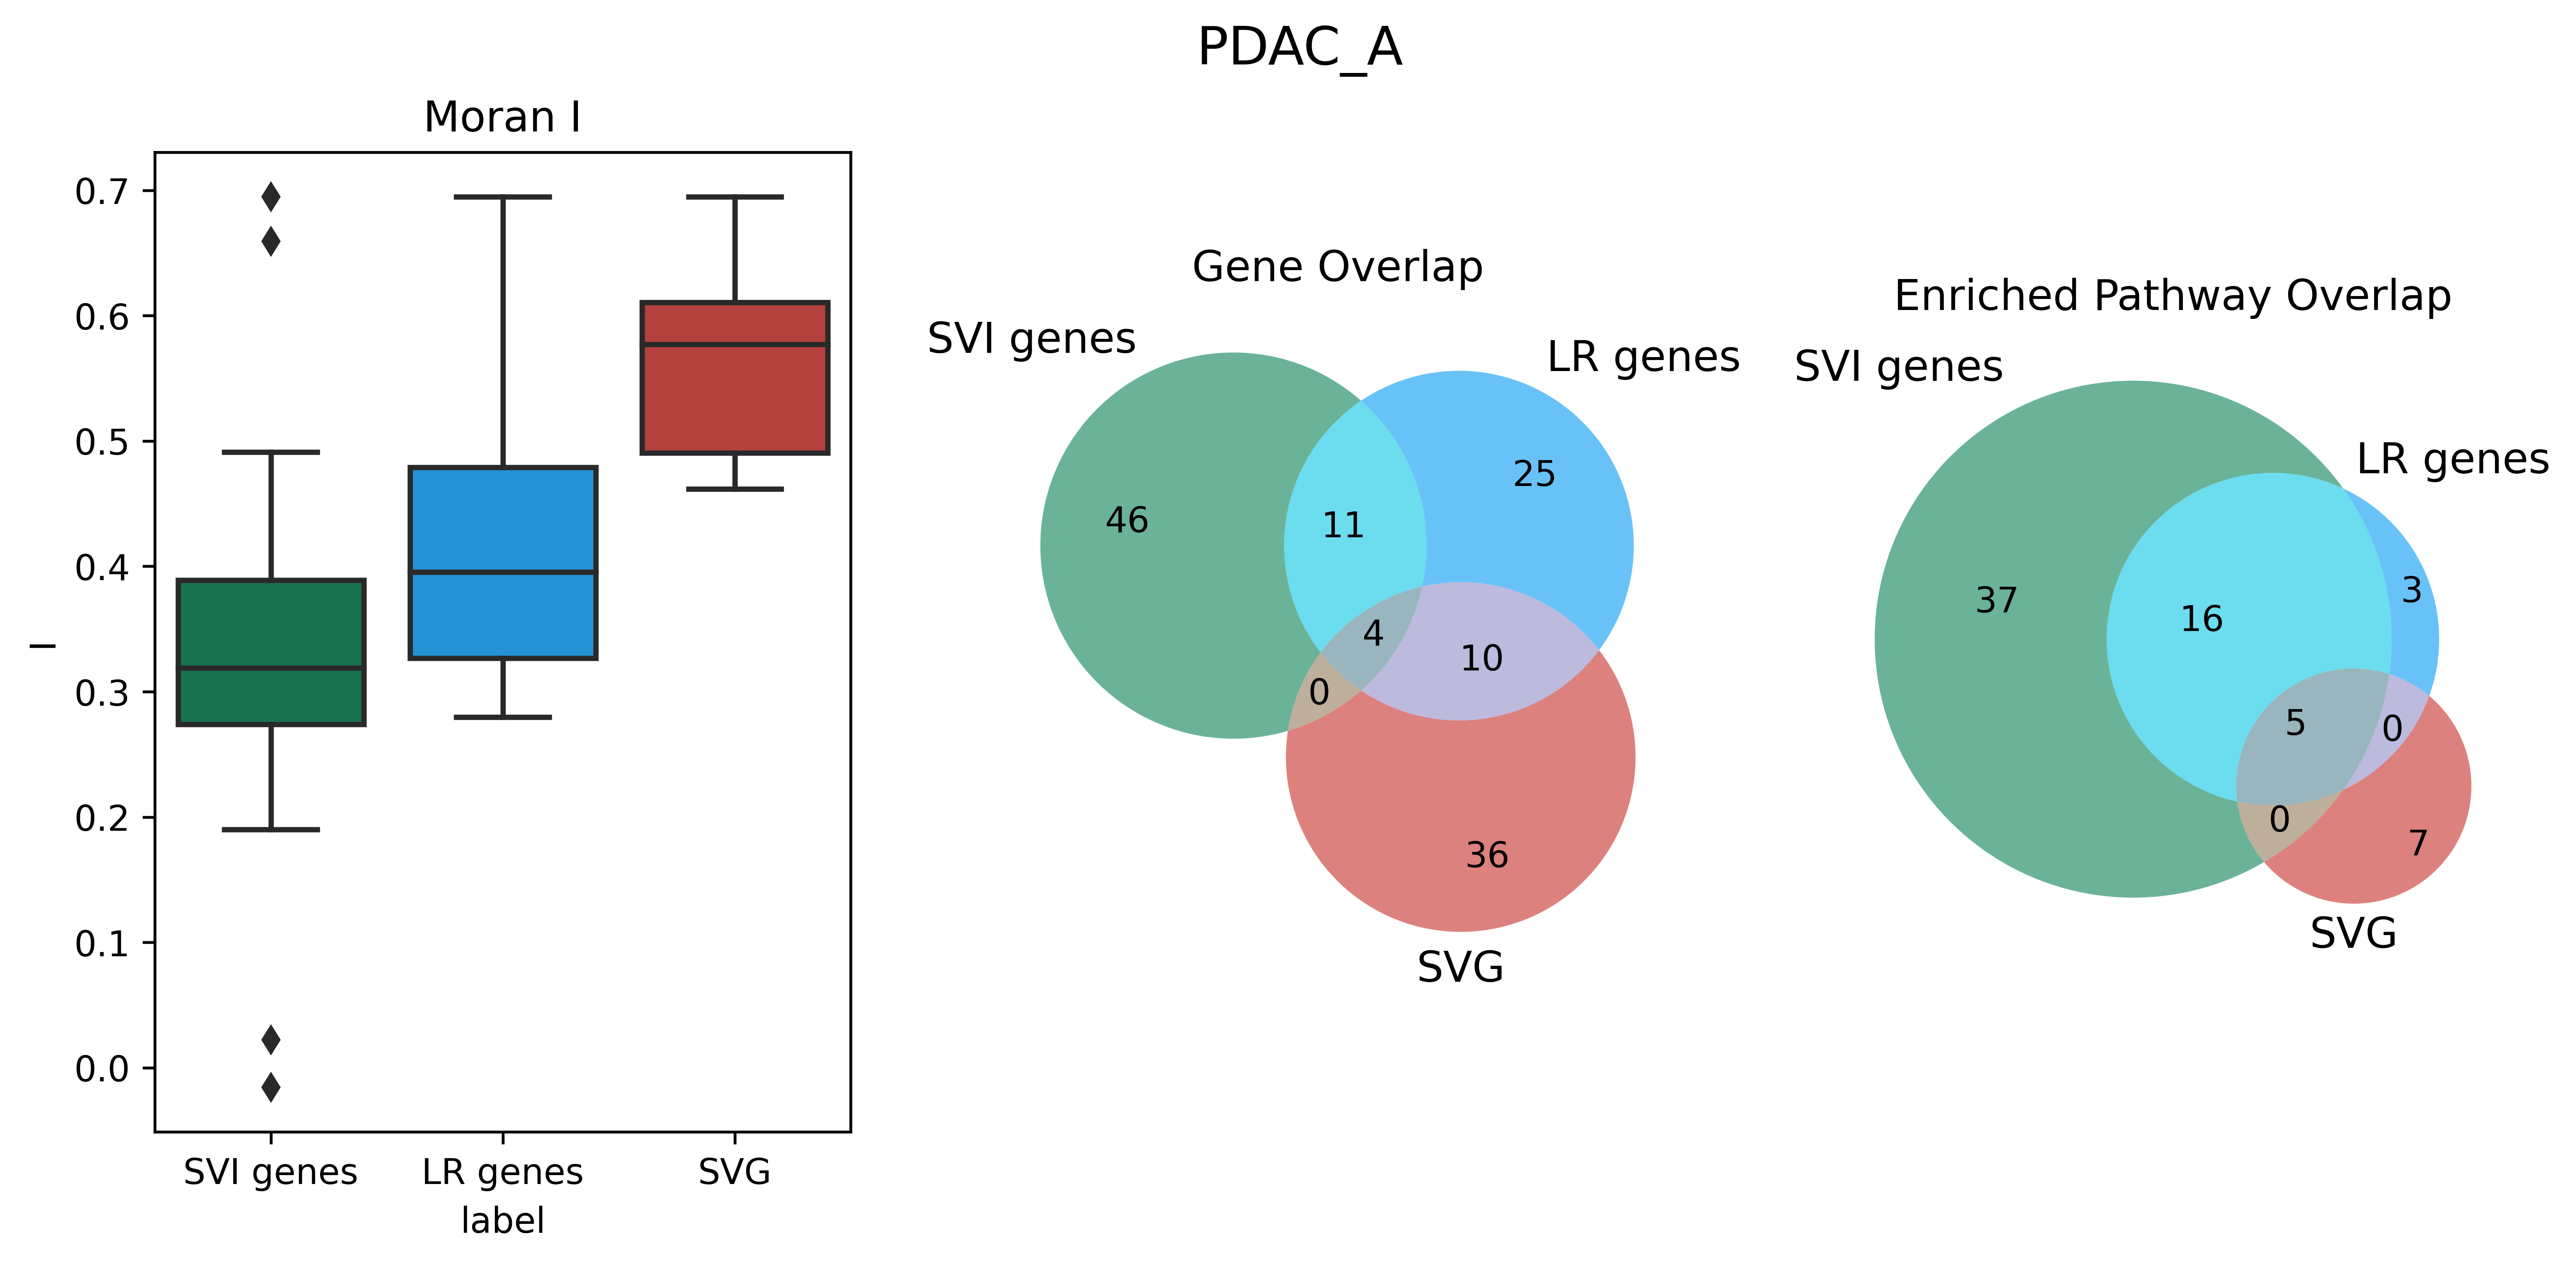 PDAC_A
Moran I
0.7
0.6
0.5
0.4
0.3
0.2
0.1
0.0
I
SVI genes
LR genes
SVG
label
Gene Overlap
SVI genes
LR genes
46
11
25
4
10
0
36
SVG
Enriched Pathway Overlap
SVI genes
LR genes
37
16
3
5
0
0
7
SVG